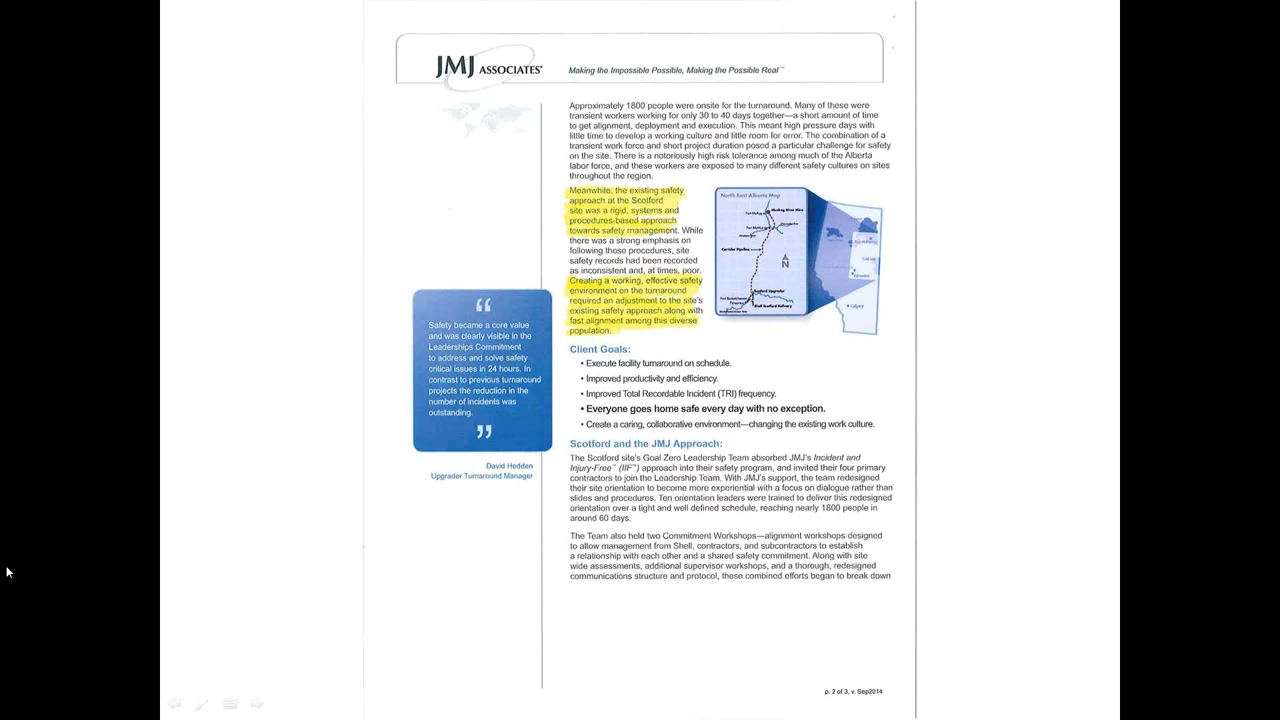 JMJ ASSOCIATES®
Making the Impossible Possible, Making the Possible Real™
Approximately 1800 people were onsite for the turnaround. Many of these were
transient workers working for only 30 to 40 days together—a short amount of time
to get alignment, deployment and execution. This meant high pressure days with
little time to develop a working culture and little room for error. The combination of a
transient work force and short project duration posed a particular challenge for safety
on the site. There is a notoriously high risk tolerance among much of the Alberta
labor force, and these workers are exposed to many different safety cultures on sites
throughout the region.
Meanwhile, the existing safety
approach at the Scotford
site was a rigid, systems and
procedures-based approach
towards safety management. While
there was a strong emphasis on
following those procedures, site
safety records had been recorded
as inconsistent and, at times, poor.
Creating a working, effective safety
environment on the turnaround
required an adjustment to the site's
existing safety approach along with
fast alignment among this diverse
population.
North East Alberta Map
Muskeg River Mine
Corridor Pipeline
N
Scotford Upgrader
Shell Scotford Refinery
Calgary
“
Safety became a core value
and was clearly visible in the
Leaderships Commitment
to address and solve safety
critical issues in 24 hours. In
contrast to previous turnaround
projects the reduction in the
number of incidents was
outstanding.
”
David Hedden
Upgrader Turnaround Manager
Client Goals:
• Execute facility turnaround on schedule.
• Improved productivity and efficiency.
• Improved Total Recordable Incident (TRI) frequency.
• Everyone goes home safe every day with no exception.
• Create a caring, collaborative environment—changing the existing work culture.
Scotford and the JMJ Approach:
The Scotford site's Goal Zero Leadership Team absorbed JMJ's Incident and
Injury-Free™ (IIF™) approach into their safety program, and invited their four primary
contractors to join the Leadership Team. With JMJ's support, the team redesigned
their site orientation to become more experiential with a focus on dialogue rather than
slides and procedures. Ten orientation leaders were trained to deliver this redesigned
orientation over a tight and well defined schedule, reaching nearly 1800 people in
around 60 days.
The Team also held two Commitment Workshops—alignment workshops designed
to allow management from Shell, contractors, and subcontractors to establish
a relationship with each other and a shared safety commitment. Along with site
wide assessments, additional supervisor workshops, and a thorough, redesigned
communications structure and protocol, these combined efforts began to break down
p. 2 of 3, v. Sep2014